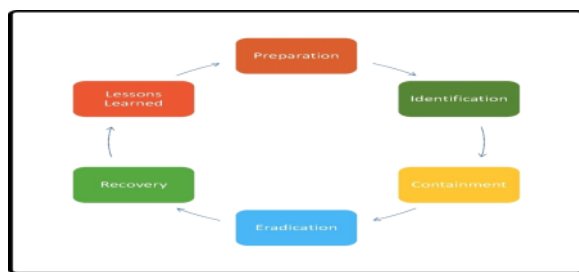 Preparation
Identification
Containment
Eradication
Recovery
Lessons
Learned